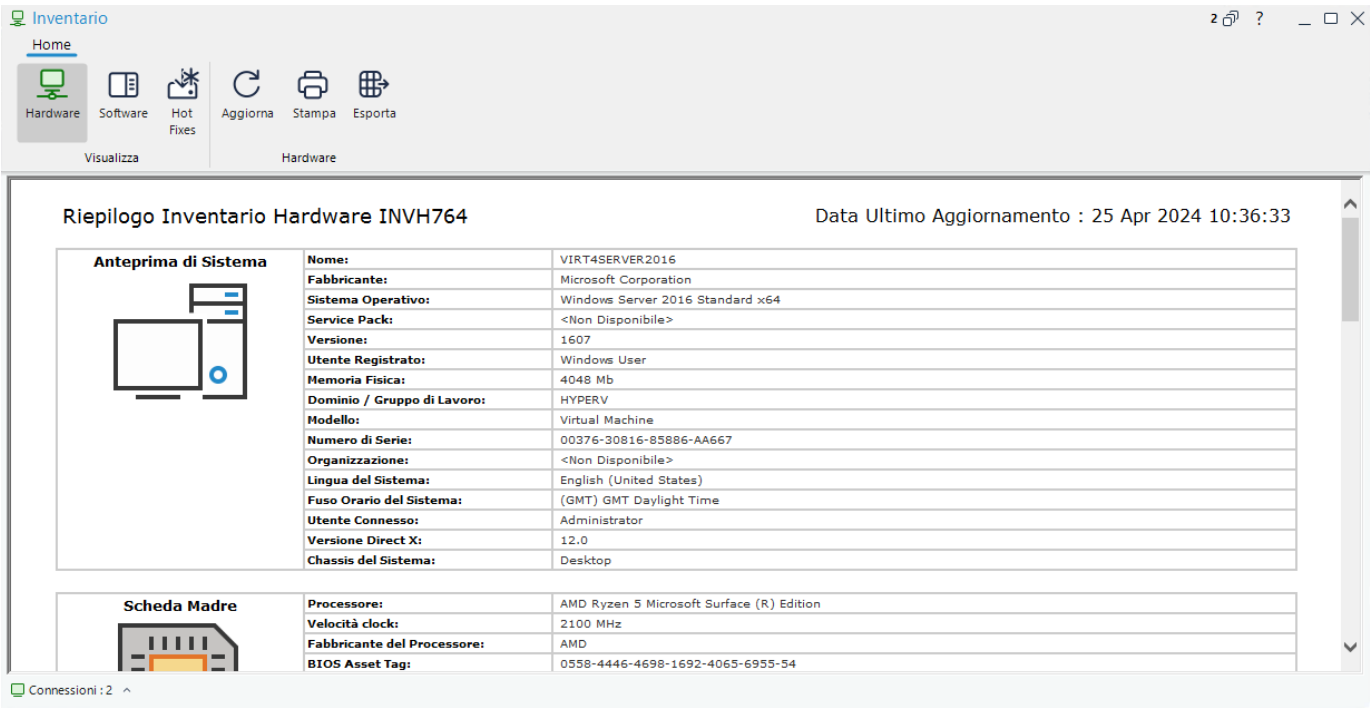 Inventario
2 ?
Home
Hardware Software Hot Fixes Aggiorna Stampa Esporta
Visualizza Hardware
Riepilogo Inventario Hardware INVH764 Data Ultimo Aggiornamento : 25 Apr 2024 10:36:33
Anteprima di Sistema
Nome: VIRT4SERVER2016
Fabbricante: Microsoft Corporation
Sistema Operativo: Windows Server 2016 Standard x64
Service Pack: <Non Disponibile>
Versione: 1607
Utente Registrato: Windows User
Memoria Fisica: 4048 Mb
Dominio / Gruppo di Lavoro: HYPERV
Modello: Virtual Machine
Numero di Serie: 00376-30816-85886-AA667
Organizzazione: <Non Disponibile>
Lingua del Sistema: English (United States)
Fuso Orario del Sistema: (GMT) GMT Daylight Time
Utente Connesso: Administrator
Versione Direct X: 12.0
Chassis del Sistema: Desktop
Scheda Madre
Processore: AMD Ryzen 5 Microsoft Surface (R) Edition
Velocità clock: 2100 MHz
Fabbricante del Processore: AMD
BIOS Asset Tag: 0558-4446-4698-1692-4065-6955-54
Connessioni : 2